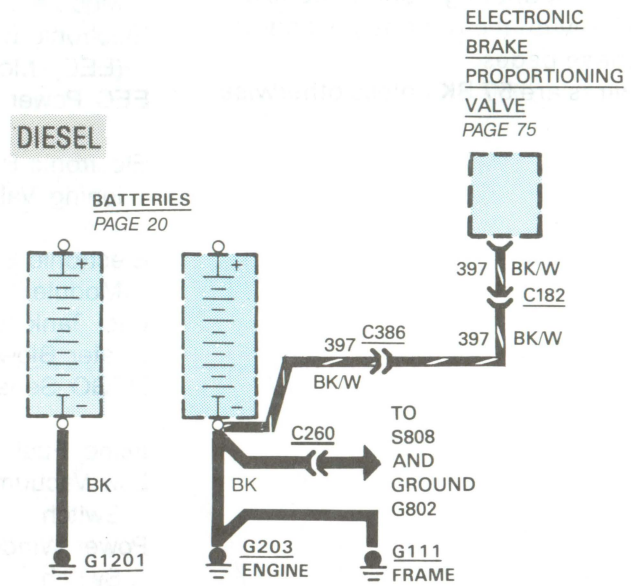 ELECTRONIC
BRAKE
PROPORTIONING
VALVE
PAGE 75
DIESEL
BATTERIES
PAGE 20
+
+
397 BK/W
C182
397 C386
397 BK/W
BK/W
-
-
TO
S808
AND
GROUND
G802
C260
BK
BK
G1201
G203
ENGINE
G111
FRAME